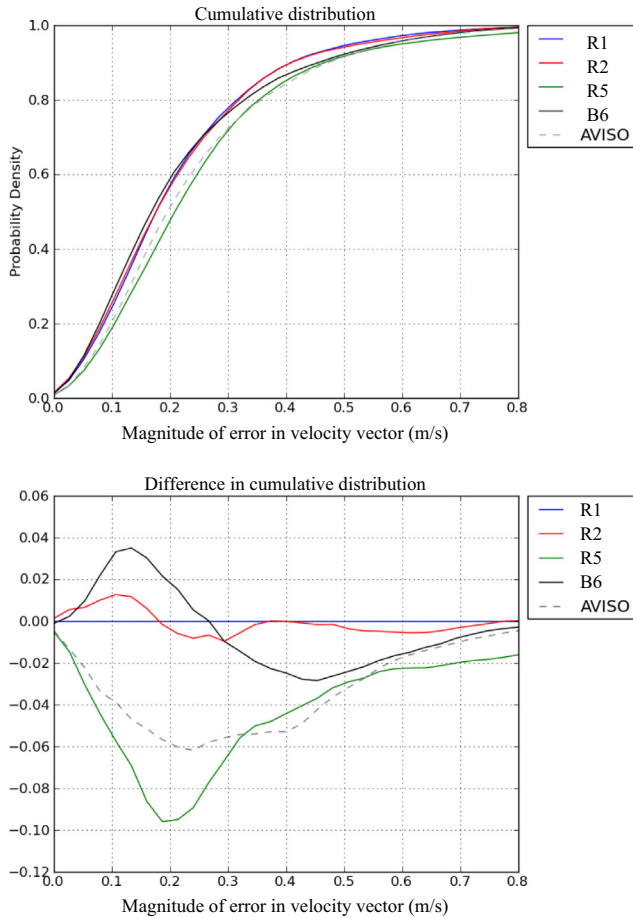 Cumulative distribution
1.0
0.8
0.6
0.4
0.2
0.0
Probability Density
0.0 0.1 0.2 0.3 0.4 0.5 0.6 0.7 0.8
Magnitude of error in velocity vector (m/s)
R1
R2
R5
B6
AVISO
Difference in cumulative distribution
0.06
0.04
0.02
0.00
−0.02
−0.04
−0.06
−0.08
−0.10
−0.12
0.0 0.1 0.2 0.3 0.4 0.5 0.6 0.7 0.8
Magnitude of error in velocity vector (m/s)
R1
R2
R5
B6
AVISO